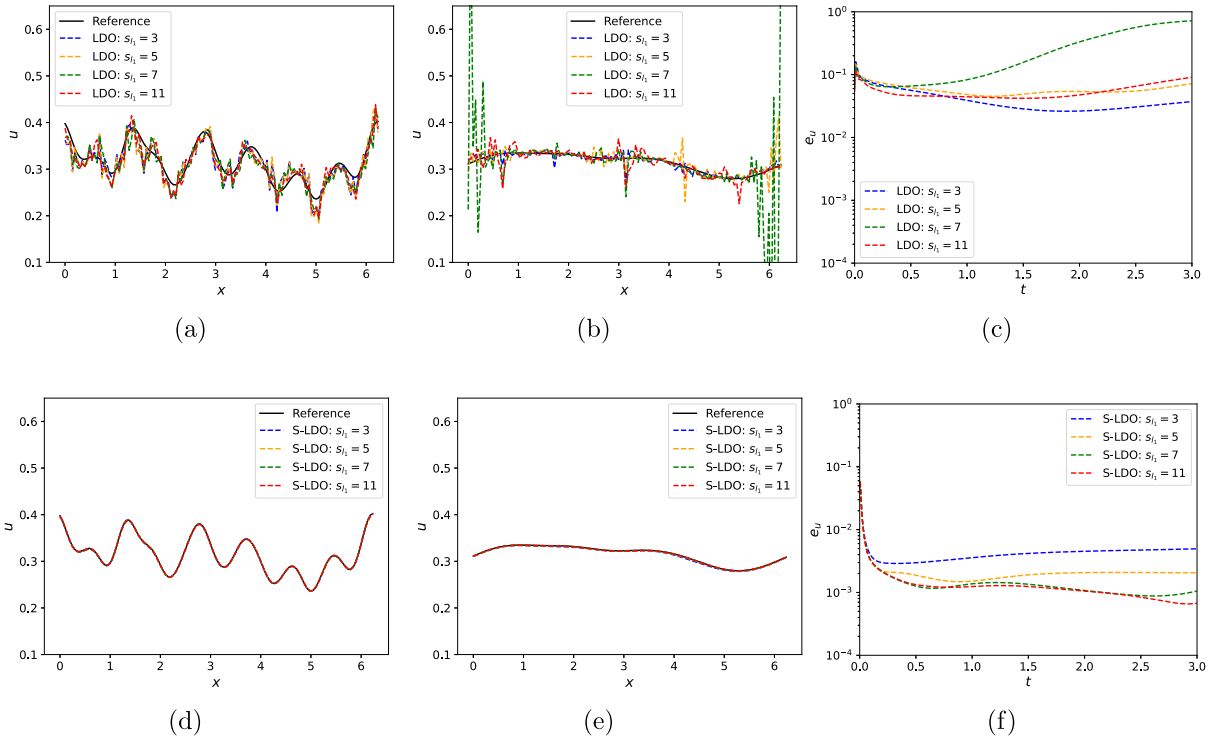 Reference
LDO: s_{l_1} = 3
LDO: s_{l_1} = 5
LDO: s_{l_1} = 7
LDO: s_{l_1} = 11
0.6
0.5
0.4
0.3
0.2
0.1
u
0 1 2 3 4 5 6
x
(a)
Reference
LDO: s_{l_1} = 3
LDO: s_{l_1} = 5
LDO: s_{l_1} = 7
LDO: s_{l_1} = 11
0.6
0.5
0.4
0.3
0.2
0.1
u
0 1 2 3 4 5 6
x
(b)
10^0
10^{-1}
10^{-2}
10^{-3}
10^{-4}
e_u
LDO: s_{l_1} = 3
LDO: s_{l_1} = 5
LDO: s_{l_1} = 7
LDO: s_{l_1} = 11
0.0 0.5 1.0 1.5 2.0 2.5 3.0
t
(c)
Reference
S-LDO: s_{l_1} = 3
S-LDO: s_{l_1} = 5
S-LDO: s_{l_1} = 7
S-LDO: s_{l_1} = 11
0.6
0.5
0.4
0.3
0.2
0.1
u
0 1 2 3 4 5 6
x
(d)
Reference
S-LDO: s_{l_1} = 3
S-LDO: s_{l_1} = 5
S-LDO: s_{l_1} = 7
S-LDO: s_{l_1} = 11
0.6
0.5
0.4
0.3
0.2
0.1
u
0 1 2 3 4 5 6
x
(e)
S-LDO: s_{l_1} = 3
S-LDO: s_{l_1} = 5
S-LDO: s_{l_1} = 7
S-LDO: s_{l_1} = 11
10^0
10^{-1}
10^{-2}
10^{-3}
10^{-4}
e_u
0.0 0.5 1.0 1.5 2.0 2.5 3.0
t
(f)